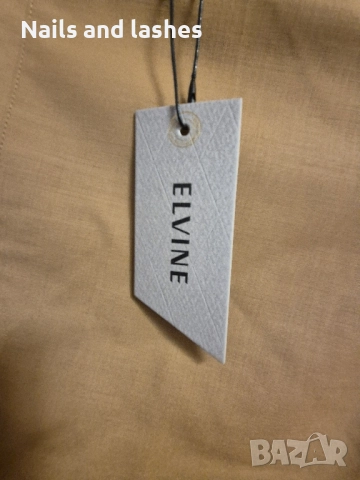 Nails and lashes
ELVINE
BAZAR